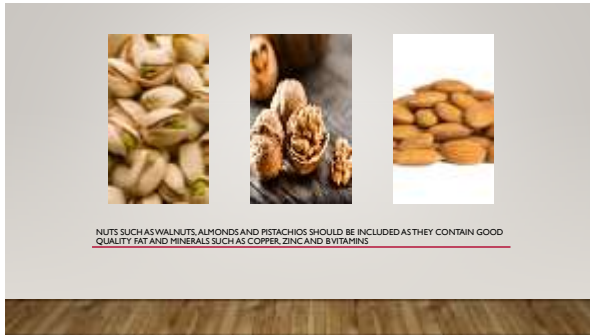 NUTS SUCH AS WALNUTS, ALMONDS AND PISTACHIOS SHOULD BE INCLUDED AS THEY CONTAIN GOOD
QUALITY FAT AND MINERALS SUCH AS COPPER, ZINC AND B VITAMINS